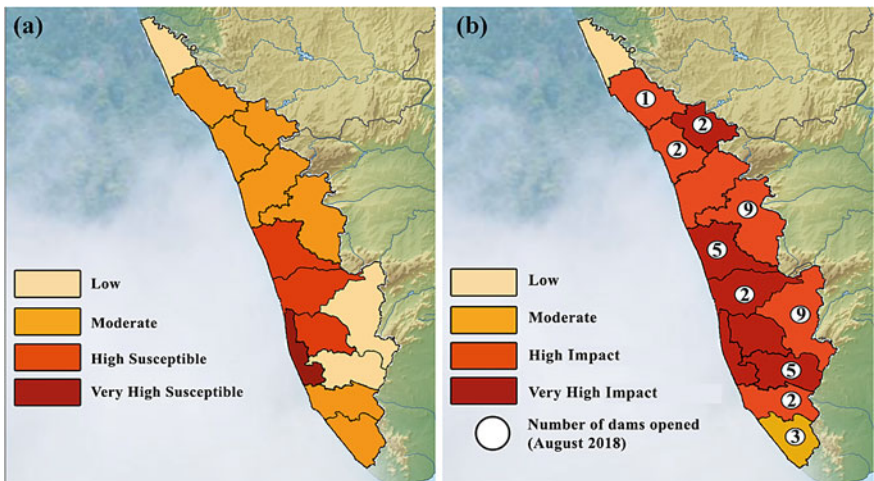 (a)
Low
Moderate
High Susceptible
Very High Susceptible
(b)
1
2
2
9
5
2
9
5
2
3
Low
Moderate
High Impact
Very High Impact
Number of dams opened
(August 2018)